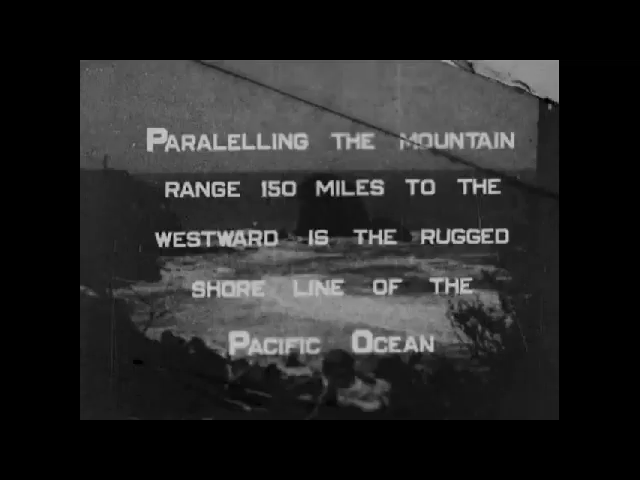 PARALELLING THE MOUNTAIN
RANGE 150 MILES TO THE
WESTWARD IS THE RUGGED
SHORE LINE OF THE
PACIFIC OCEAN